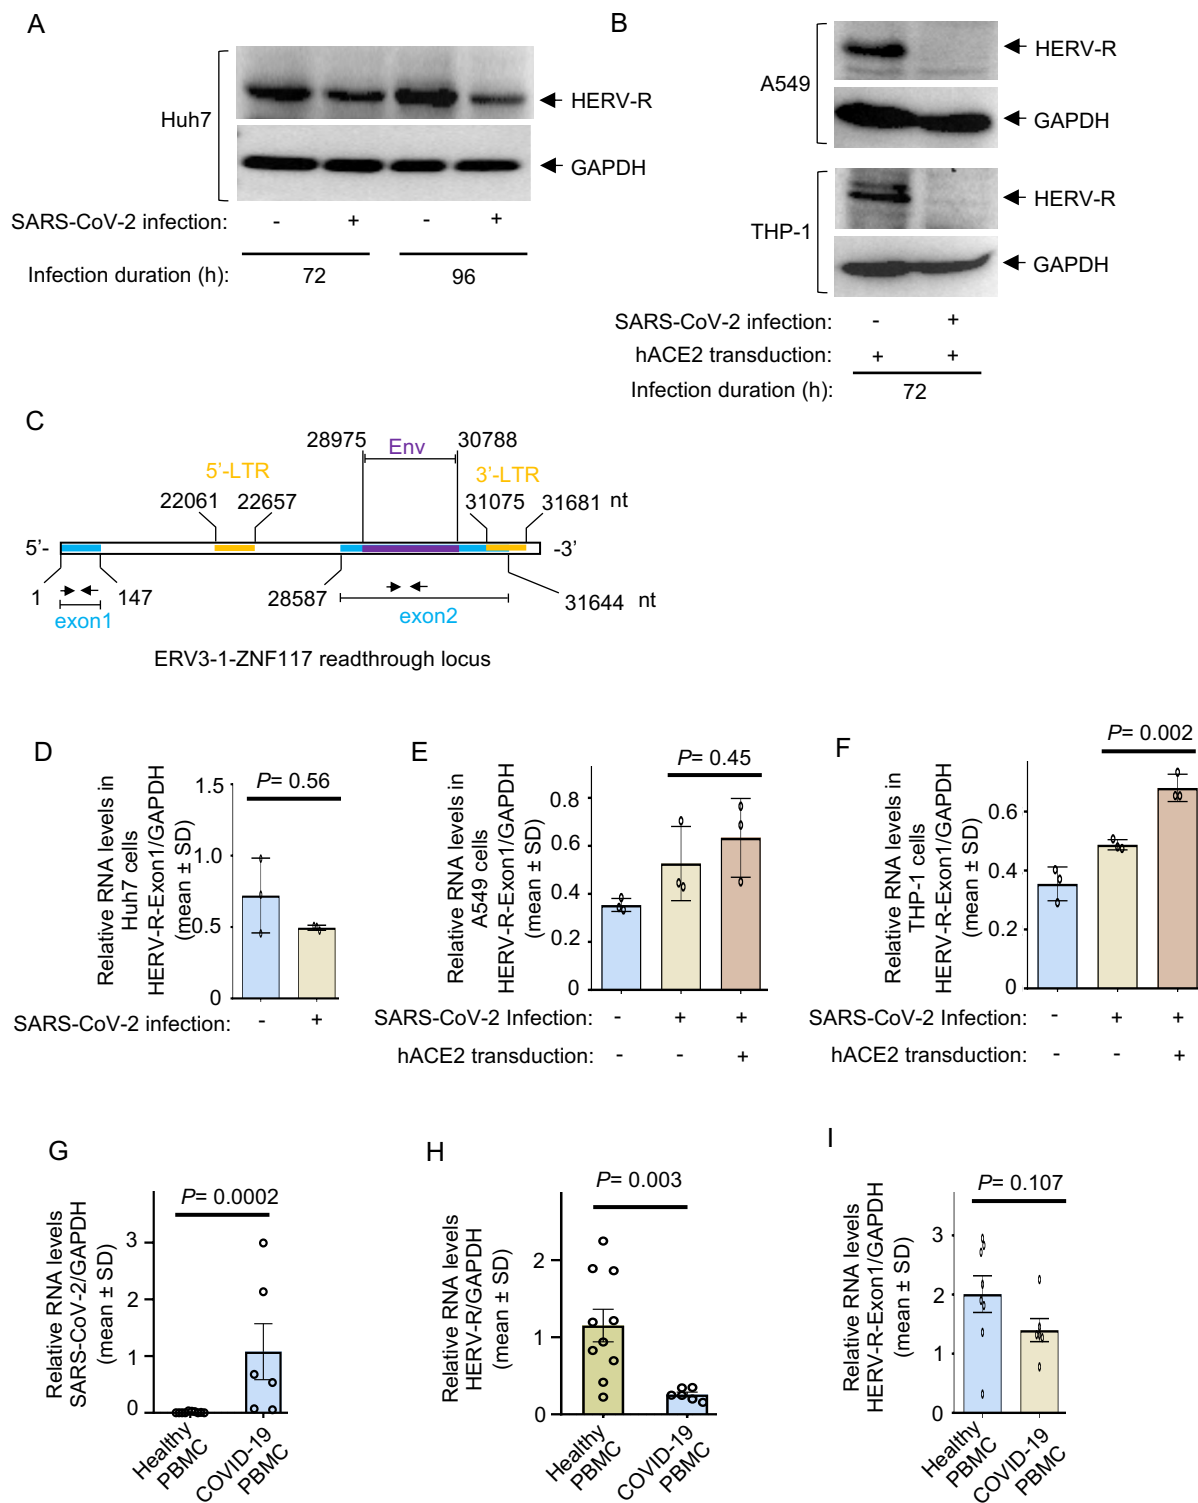 A
Huh7
HERV-R
GAPDH
SARS-CoV-2 infection: - + - +
Infection duration (h): 72 96
B
A549
HERV-R
GAPDH
THP-1
HERV-R
GAPDH
SARS-CoV-2 infection: - +
hACE2 transduction: + +
Infection duration (h): 72
C
28975 Env 30788
5'-LTR 3'-LTR
22061 22657 31075 31681 nt
5'- -3'
1 147 28587 31644 nt
exon1 exon2
ERV3-1-ZNF117 readthrough locus
D
Relative RNA levels in
Huh7 cells
HERV-R-Exon1/GAPDH
(mean ± SD)
P= 0.56
1.5
1.0
0.5
0
SARS-CoV-2 infection: - +
E
Relative RNA levels in
A549 cells
HERV-R-Exon1/GAPDH
(mean ± SD)
P= 0.45
0.8
0.6
0.4
0.2
0
SARS-CoV-2 Infection: - + +
hACE2 transduction: - - +
F
Relative RNA levels in
THP-1 cells
HERV-R-Exon1/GAPDH
(mean ± SD)
P= 0.002
0.6
0.4
0.2
0
SARS-CoV-2 Infection: - + +
hACE2 transduction: - - +
G
Relative RNA levels
SARS-CoV-2/GAPDH
(mean ± SD)
P= 0.0002
3
2
1
0
Healthy
PBMC
COVID-19
PBMC
H
Relative RNA levels
HERV-R/GAPDH
(mean ± SD)
P= 0.003
2
1
0
Healthy
PBMC
COVID-19
PBMC
I
Relative RNA levels
HERV-R-Exon1/GAPDH
(mean ± SD)
P= 0.107
3
2
1
0
Healthy
PBMC
COVID-19
PBMC